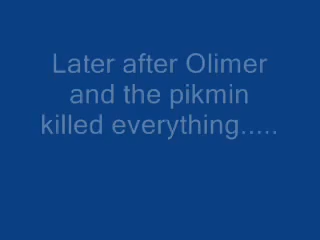 Later after Olimer
and the pikmin
killed everything.....